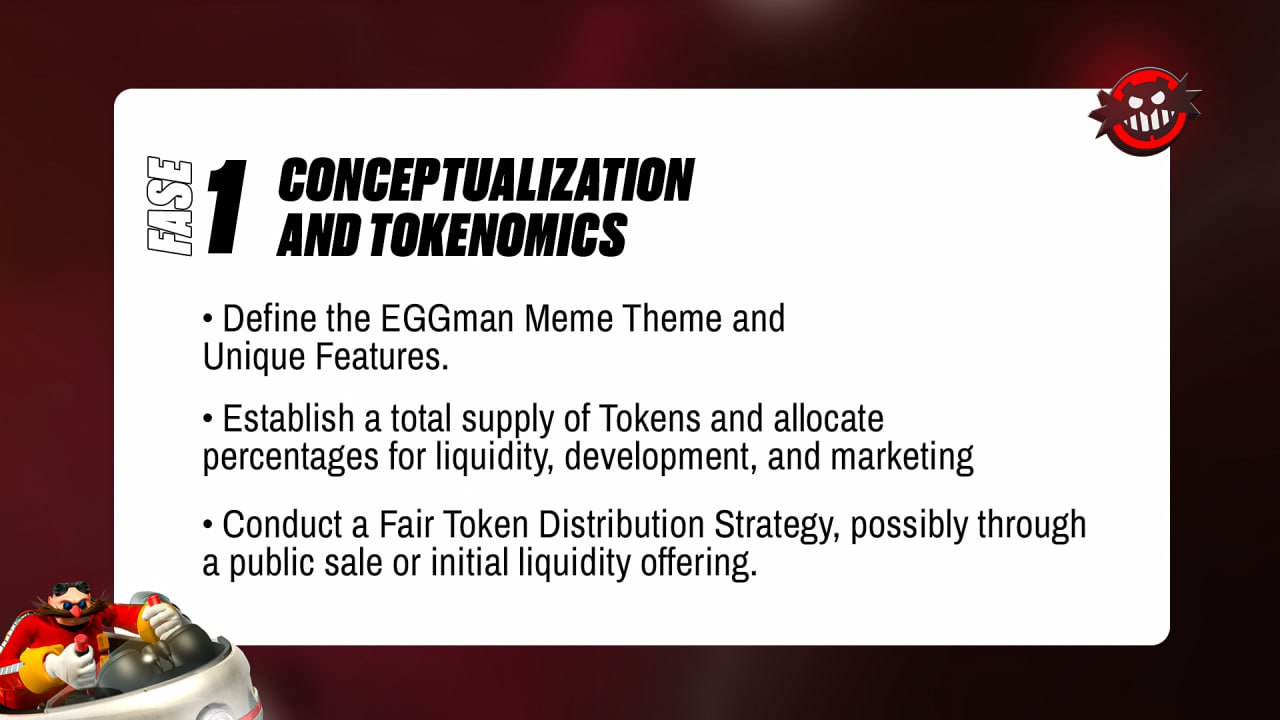 FASE 1
CONCEPTUALIZATION
AND TOKENOMICS
• Define the EGGman Meme Theme and
Unique Features.
• Establish a total supply of Tokens and allocate
percentages for liquidity, development, and marketing
• Conduct a Fair Token Distribution Strategy, possibly through
a public sale or initial liquidity offering.